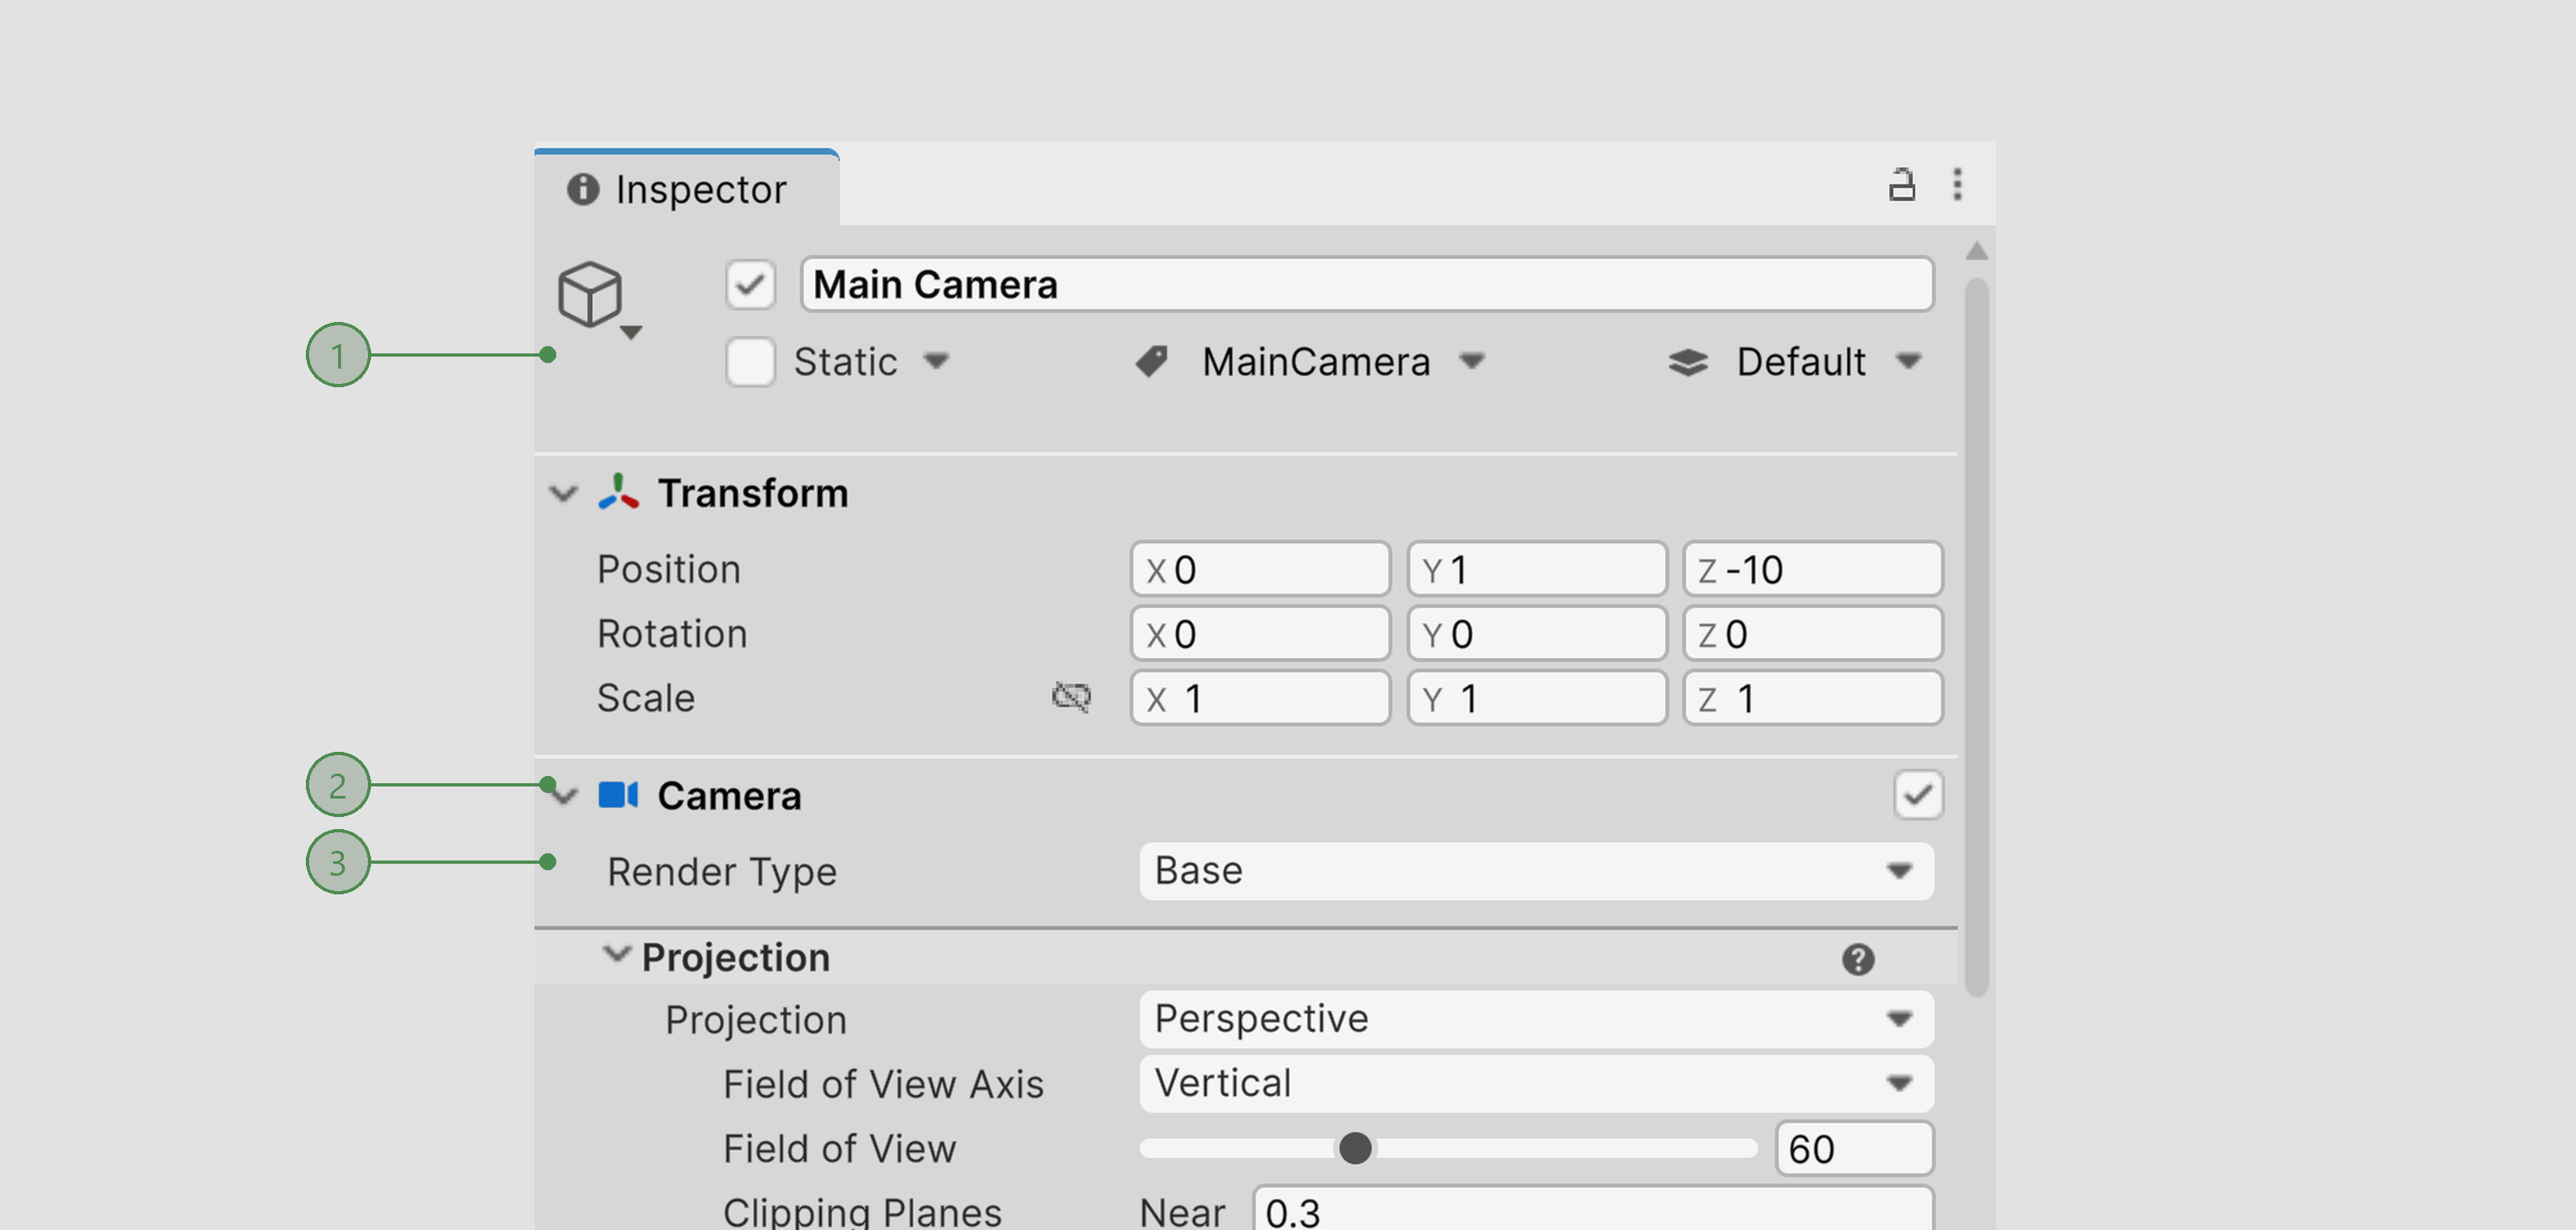 Inspector
Main Camera
1
Static MainCamera Default
Transform
Position X 0 Y 1 Z -10
Rotation X 0 Y 0 Z 0
Scale X 1 Y 1 Z 1
2 Camera
3 Render Type Base
Projection ?
Projection Perspective
Field of View Axis Vertical
Field of View 60
Clipping Planes Near 0.3